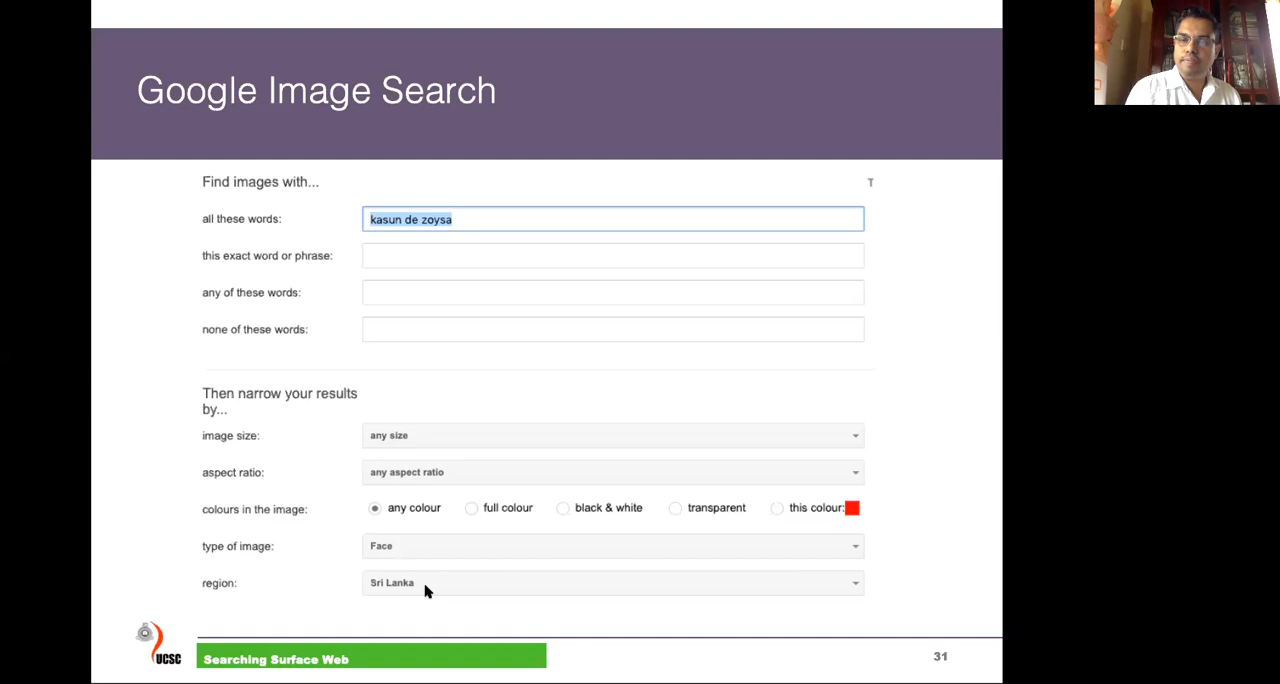 Google Image Search
Find images with...
T
all these words: kasun de zoysa
this exact word or phrase:
any of these words:
none of these words:
Then narrow your results
by...
image size: any size
aspect ratio: any aspect ratio
colours in the image: any colour full colour black & white transparent this colour:
type of image: Face
region: Sri Lanka
UCSC
Searching Surface Web
31